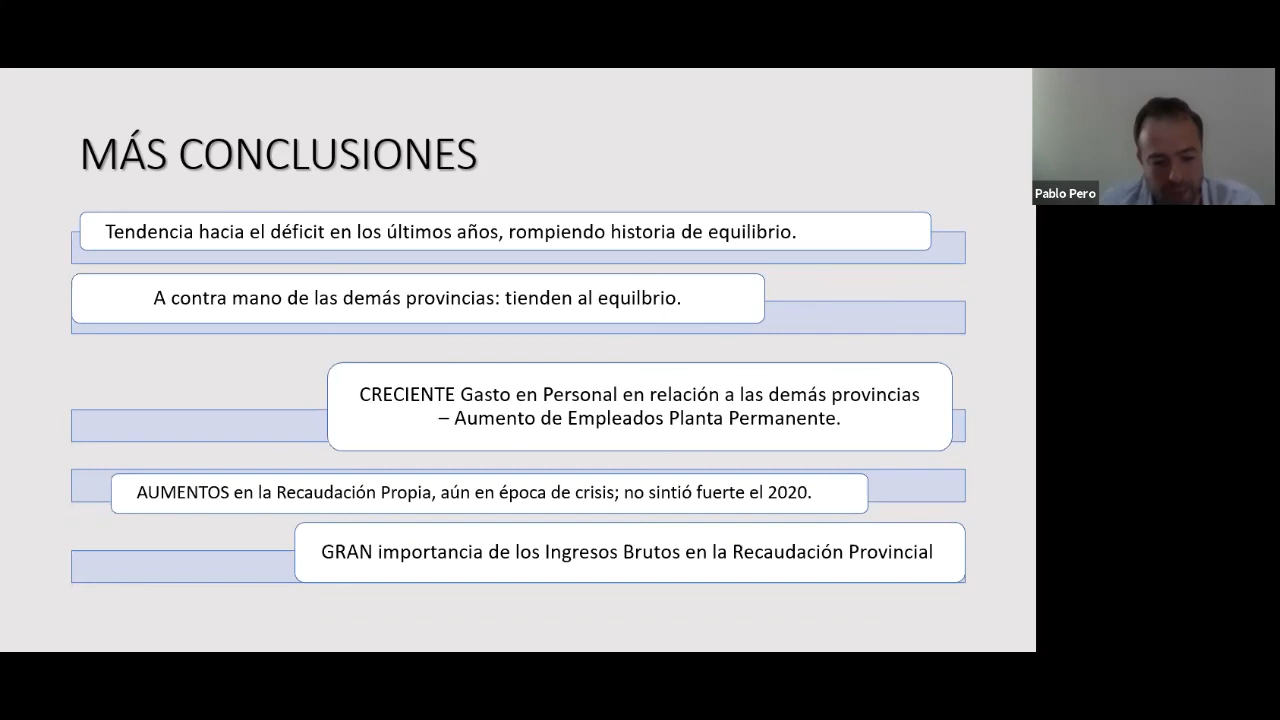 MÁS CONCLUSIONES
Tendencia hacia el déficit en los últimos años, rompiendo historia de equilibrio.
A contra mano de las demás provincias: tienden al equilbrio.
CRECIENTE Gasto en Personal en relación a las demás provincias
– Aumento de Empleados Planta Permanente.
AUMENTOS en la Recaudación Propia, aún en época de crisis; no sintió fuerte el 2020.
GRAN importancia de los Ingresos Brutos en la Recaudación Provincial
Pablo Pero